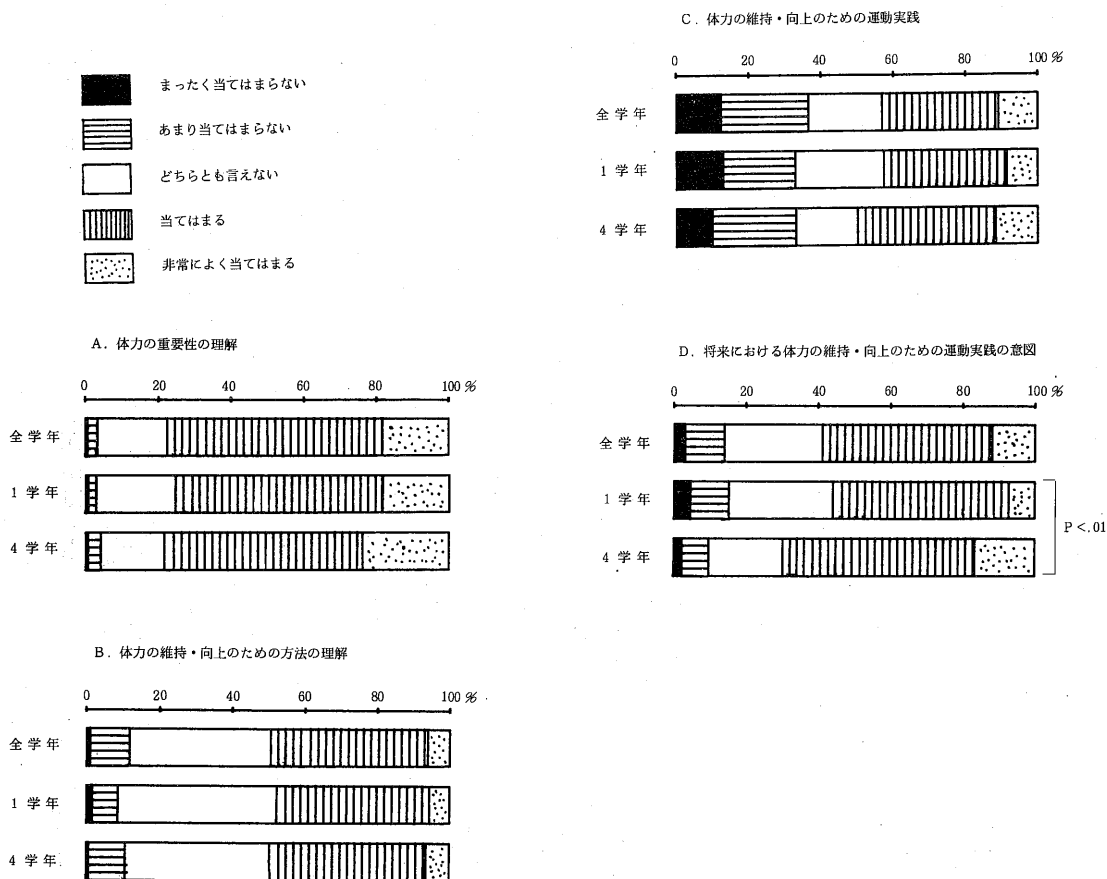 まったく当てはまらない
あまり当てはまらない
どちらとも言えない
当てはまる
非常によく当てはまる
A. 体力の重要性の理解
0 20 40 60 80 100 %
全学年
1学年
4学年
B. 体力の維持・向上のための方法の理解
0 20 40 60 80 100 %
全学年
1学年
4学年
C. 体力の維持・向上のための運動実践
0 20 40 60 80 100 %
全学年
1学年
4学年
D. 将来における体力の維持・向上のための運動実践の意図
0 20 40 60 80 100 %
全学年
1学年
4学年
P<.01